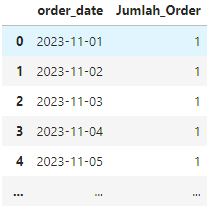 order_date Jumlah_Order
0 2023-11-01 1
1 2023-11-02 1
2 2023-11-03 1
3 2023-11-04 1
4 2023-11-05 1
... ... ...